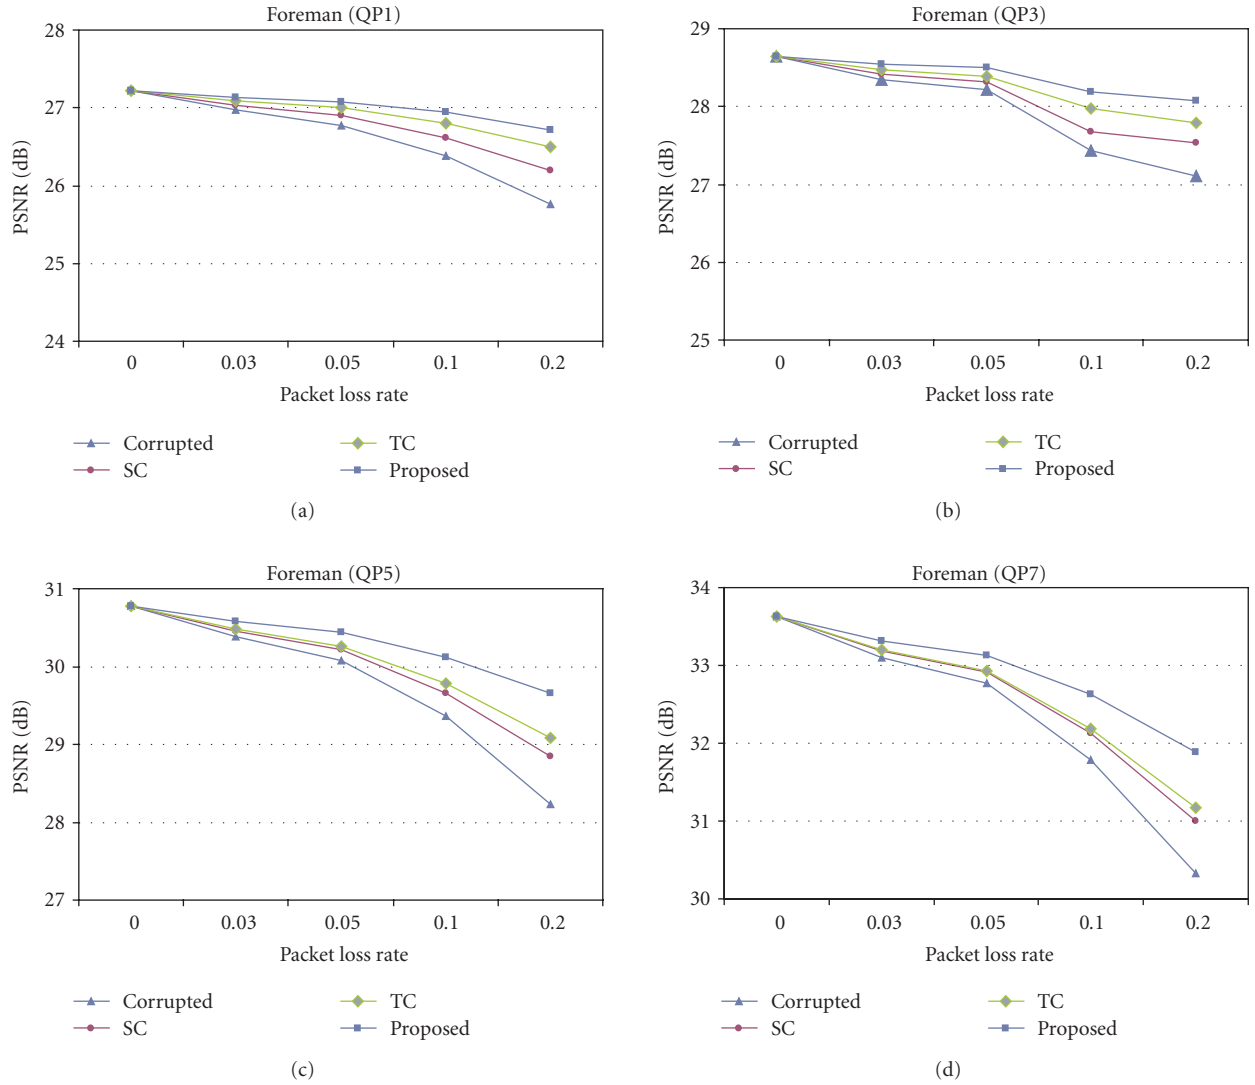 Foreman (QP1)
28
27
26
25
24
PSNR (dB)
0 0.03 0.05 0.1 0.2
Packet loss rate
Corrupted TC
SC Proposed
(a)
Foreman (QP3)
29
28
27
26
25
PSNR (dB)
0 0.03 0.05 0.1 0.2
Packet loss rate
Corrupted TC
SC Proposed
(b)
Foreman (QP5)
31
30
29
28
27
PSNR (dB)
0 0.03 0.05 0.1 0.2
Packet loss rate
Corrupted TC
SC Proposed
(c)
Foreman (QP7)
34
33
32
31
30
PSNR (dB)
0 0.03 0.05 0.1 0.2
Packet loss rate
Corrupted TC
SC Proposed
(d)